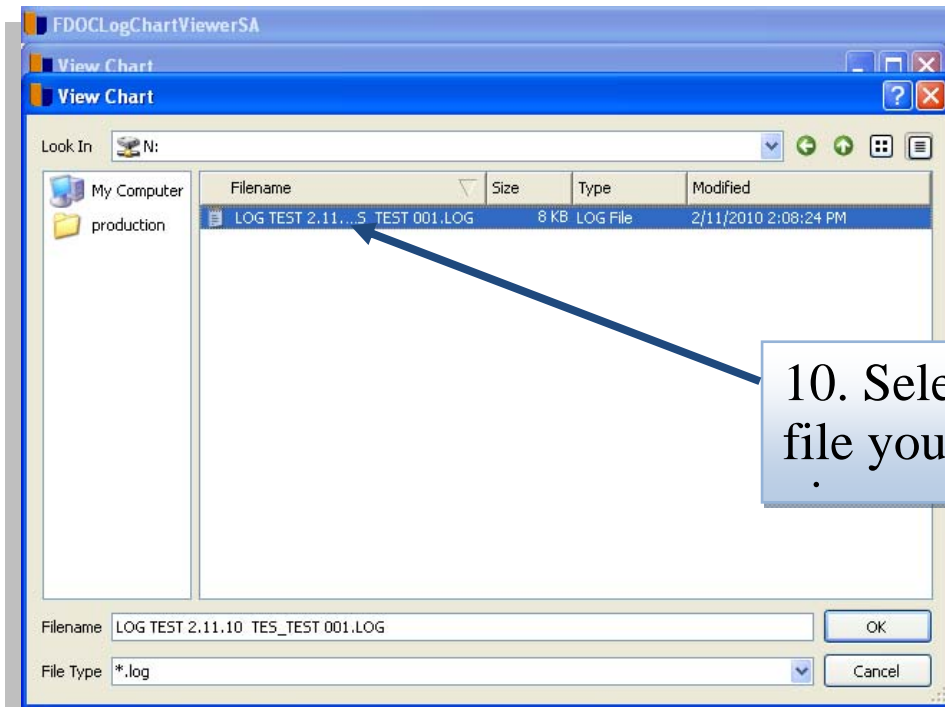 FDOCLogChartViewerSA
View Chart
View Chart
Look In N:
My Computer
production
Filename Size Type Modified
LOG TEST 2.11....S_TEST 001.LOG 8 KB LOG File 2/11/2010 2:08:24 PM
10. Sele
file you
Filename LOG TEST 2.11.10 TES_TEST 001.LOG OK
File Type *.log Cancel